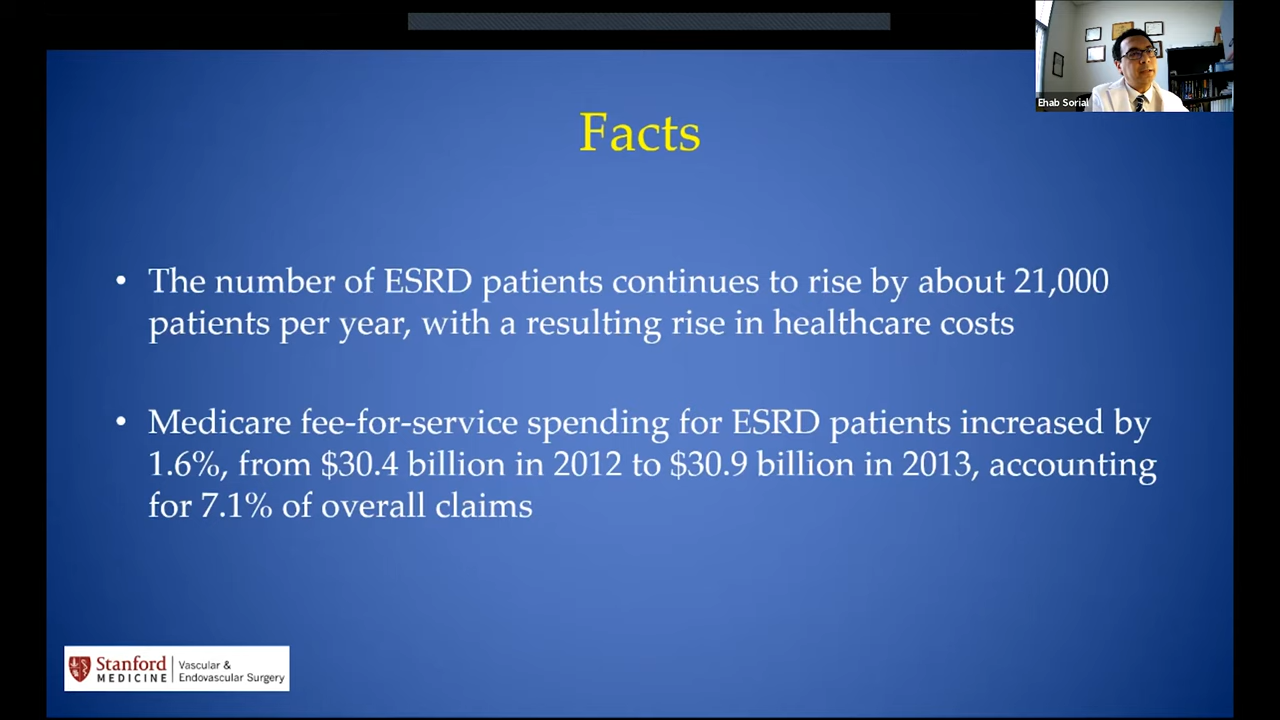 Ehab Sorial
Facts
• The number of ESRD patients continues to rise by about 21,000
patients per year, with a resulting rise in healthcare costs
• Medicare fee-for-service spending for ESRD patients increased by
1.6%, from $30.4 billion in 2012 to $30.9 billion in 2013, accounting
for 7.1% of overall claims
Stanford
MEDICINE
Vascular &
Endovascular Surgery